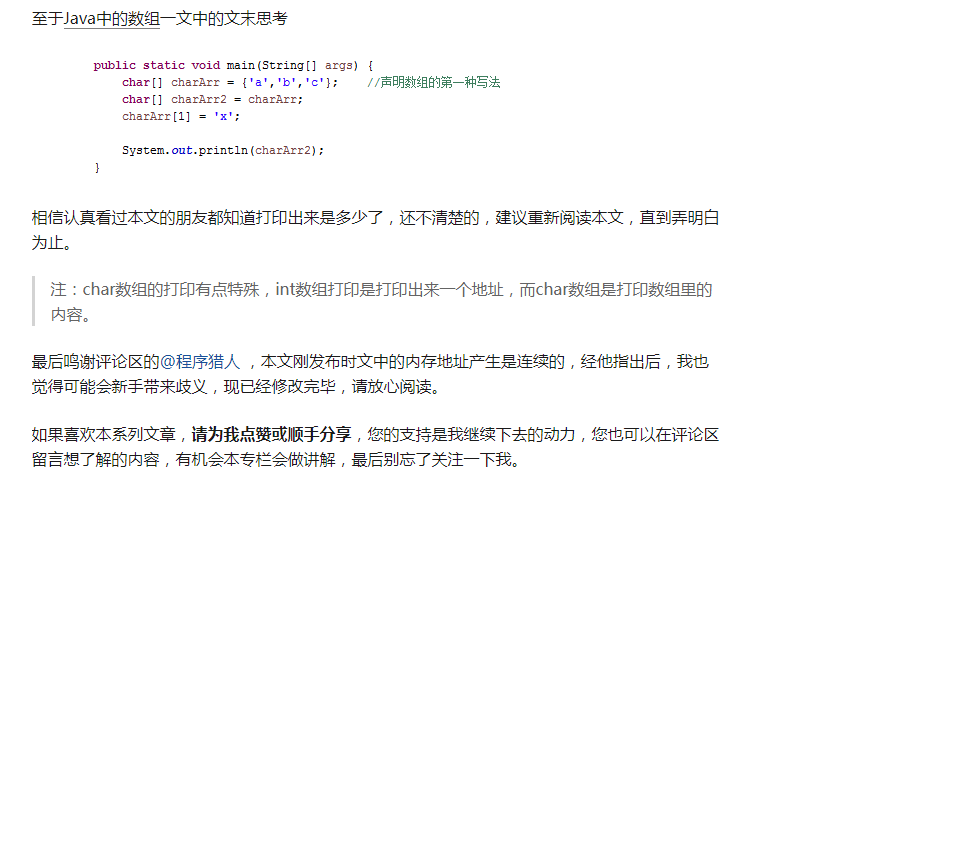 至于Java中的数组一文中的文末思考
public static void main(String[] args) {
char[] charArr = {'a','b','c'};    //声明数组的第一种写法
char[] charArr2 = charArr;
charArr[1] = 'x';
System.out.println(charArr2);
}
相信认真看过本文的朋友都知道打印出来是多少了，还不清楚的，建议重新阅读本文，直到弄明白
为止。
注：char数组的打印有点特殊，int数组打印是打印出来一个地址，而char数组是打印数组里的
内容。
最后鸣谢评论区的@程序猎人 ，本文刚发布时文中的内存地址产生是连续的，经他指出后，我也
觉得可能会新手带来歧义，现已经修改完毕，请放心阅读。
如果喜欢本系列文章，请为我点赞或顺手分享，您的支持是我继续下去的动力，您也可以在评论区
留言想了解的内容，有机会本专栏会做讲解，最后别忘了关注一下我。